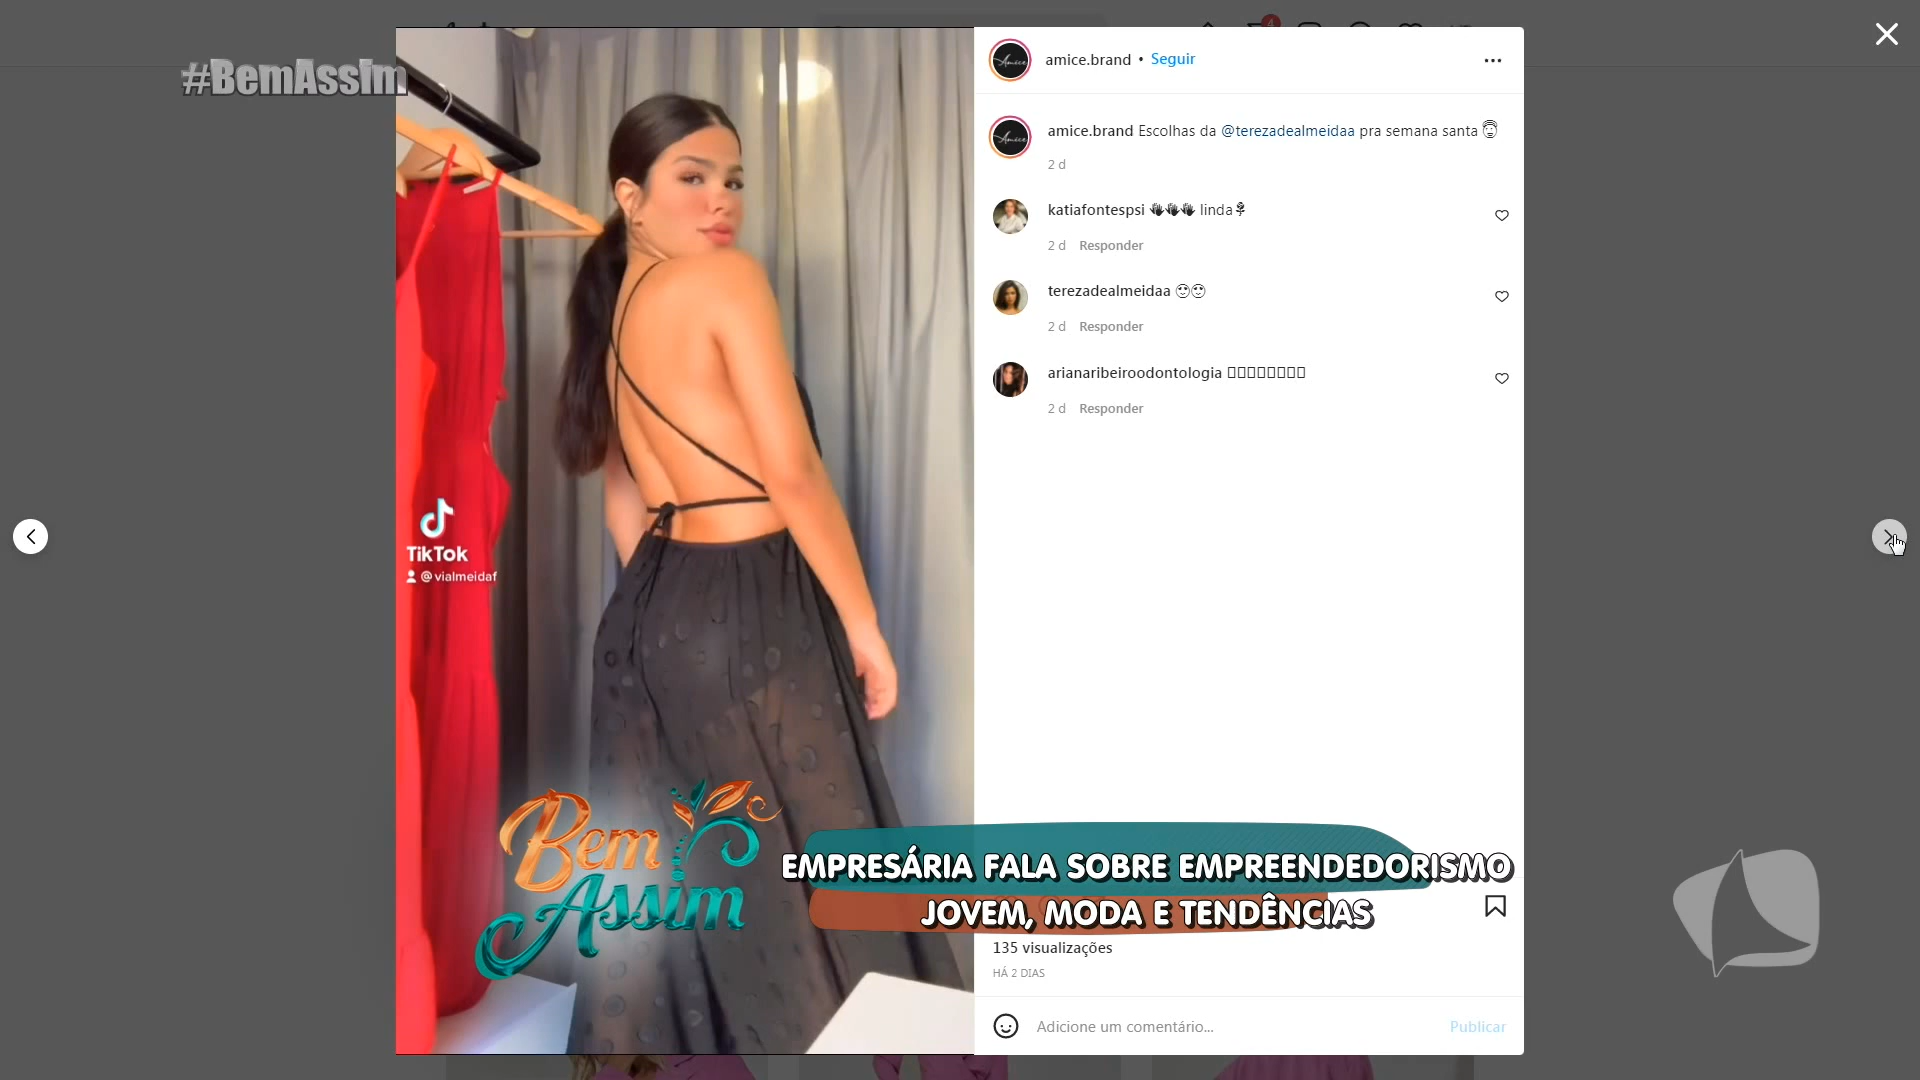 #BemAssim
amice.brand • Seguir
amice.brand Escolhas da @terezadealmeidaa pra semana santa
2 d
katiafontespsi linda
2 d Responder
terezadealmeidaa
2 d Responder
arianaribeiroodontologia
2 d Responder
TikTok
@vialmeidaf
Bem
Assim
EMPRESÁRIA FALA SOBRE EMPREENDEDORISMO
JOVEM, MODA E TENDÊNCIAS
135 visualizações
HÁ 2 DIAS
Adicione um comentário...
Publicar